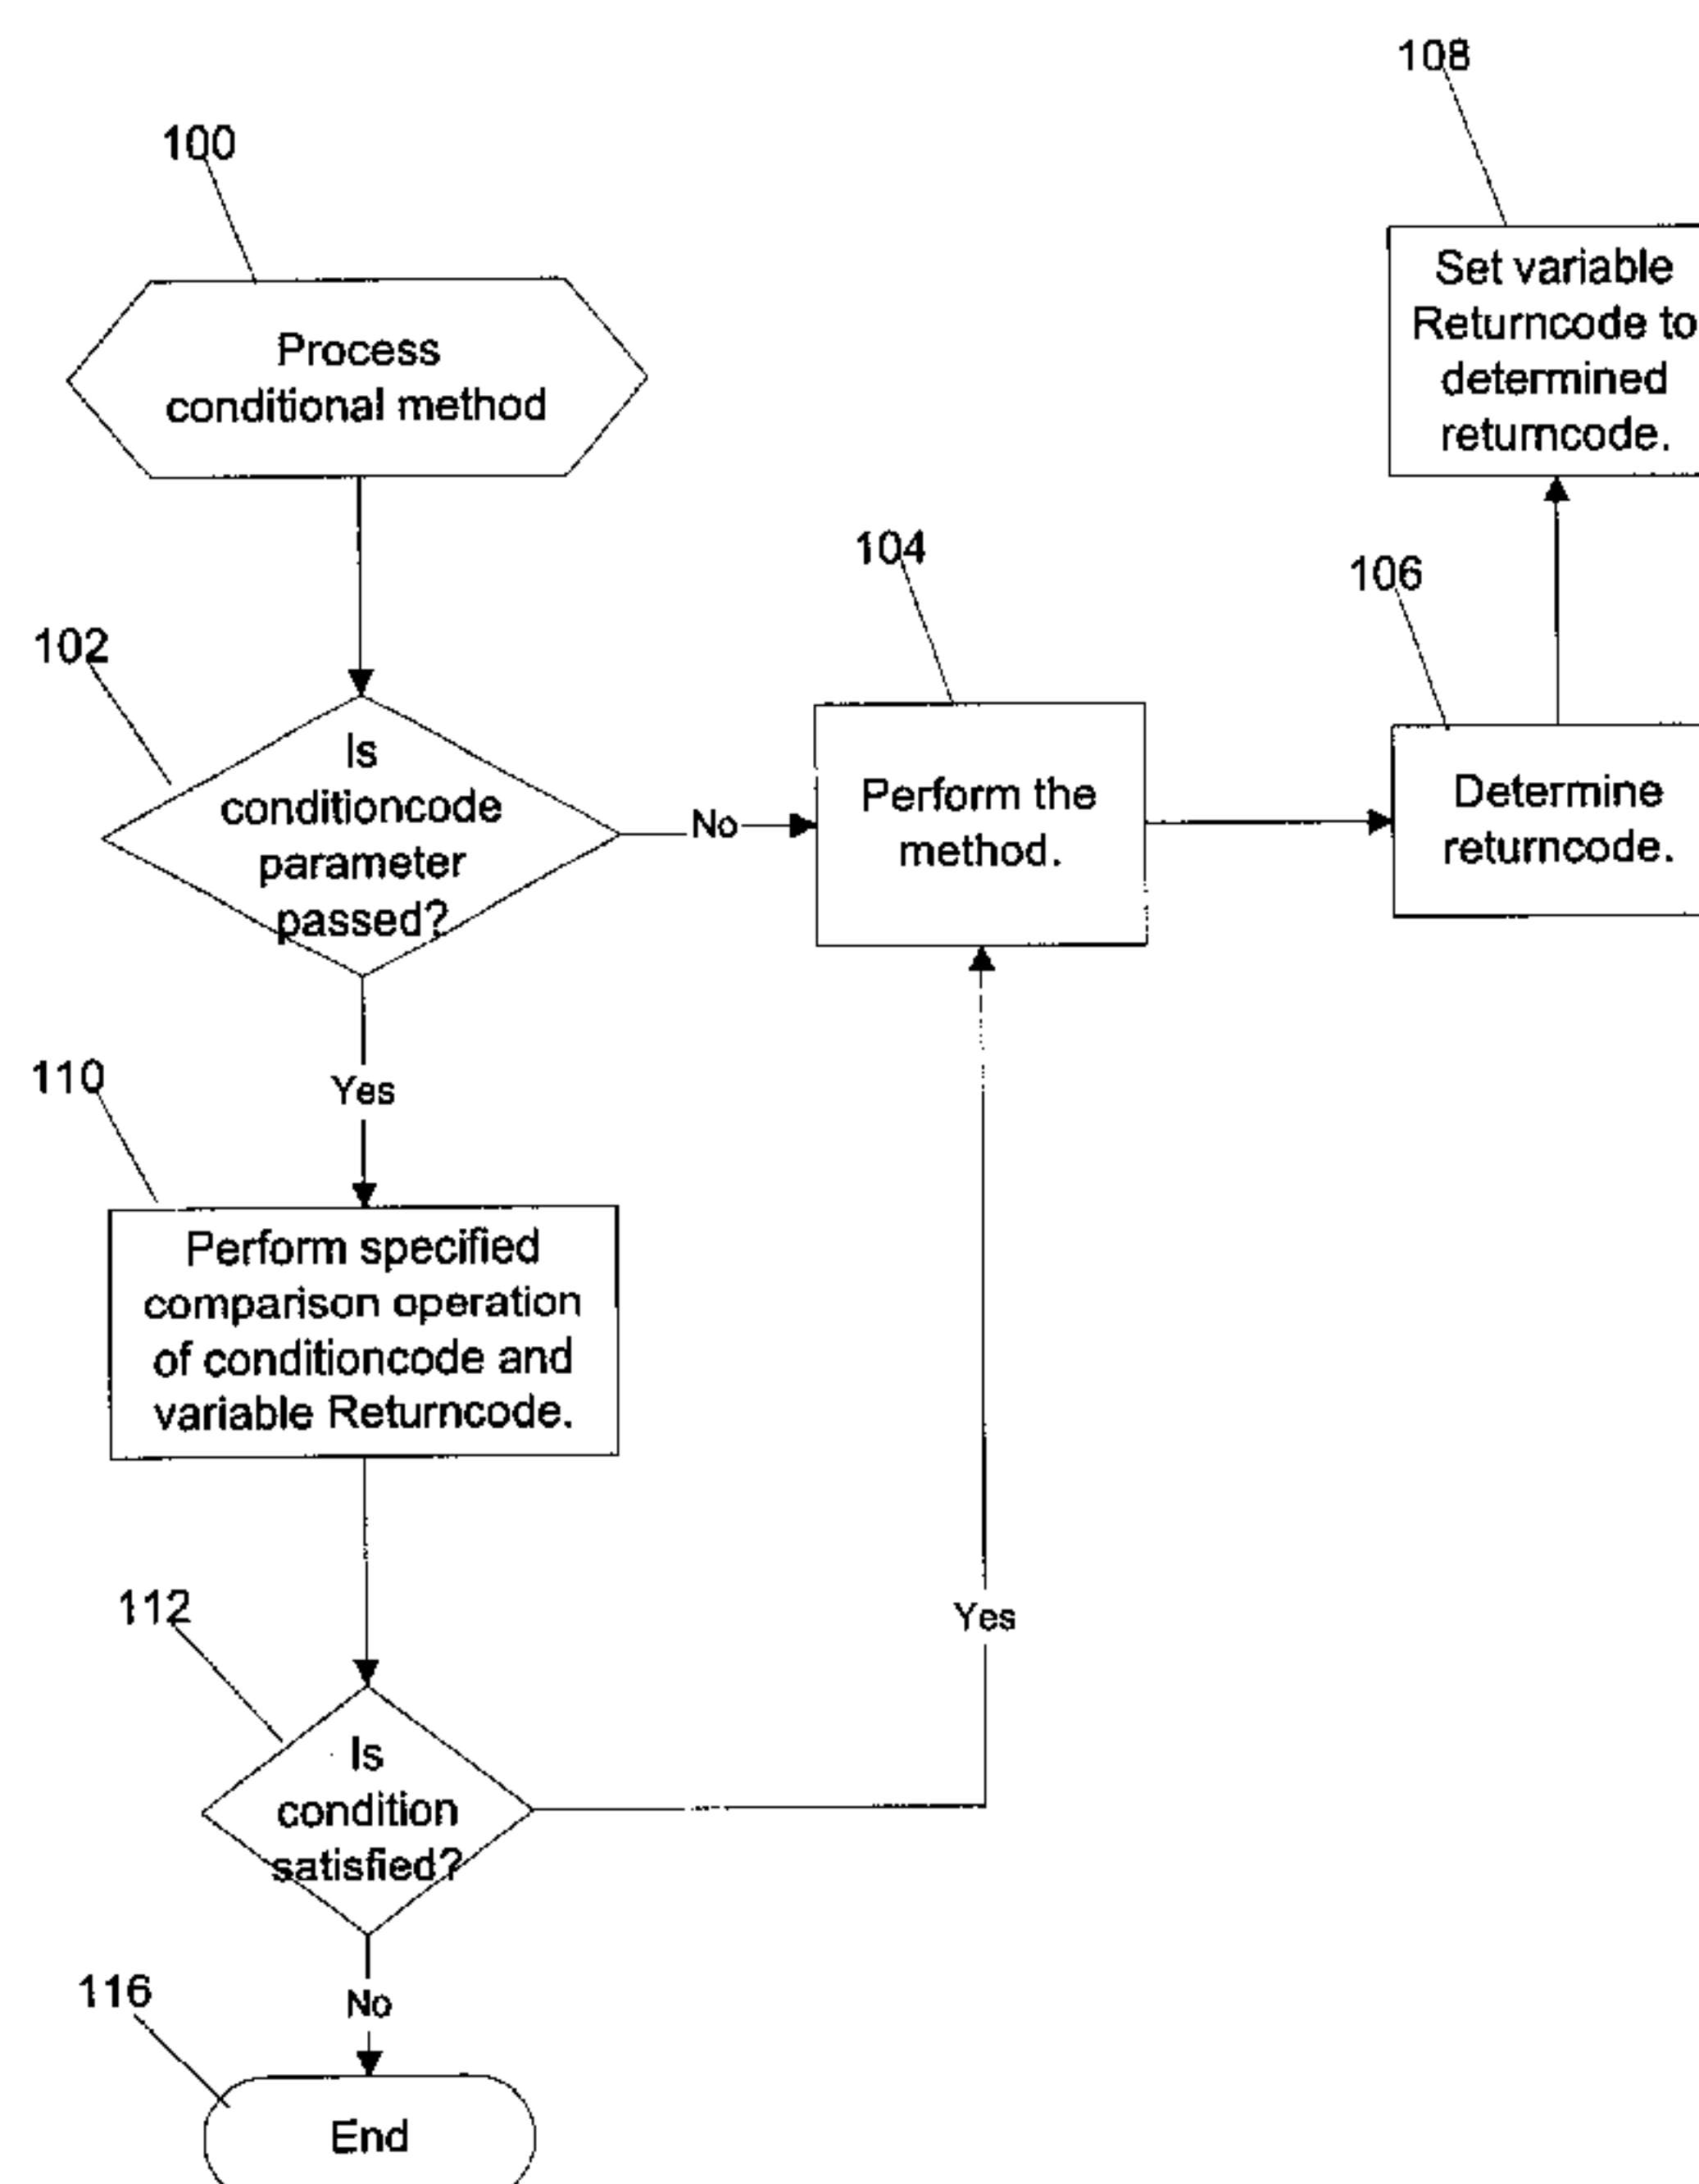 108
100
Process
conditional method
Set variable
Returncode to
determined
returncode.
104
106
102
Is
conditioncode
parameter
passed?
No
Perform the
method.
Determine
returncode.
Yes
110
Perform specified
comparison operation
of conditioncode and
variable Returncode.
112
Yes
Is
condition
satisfied?
116
No
End